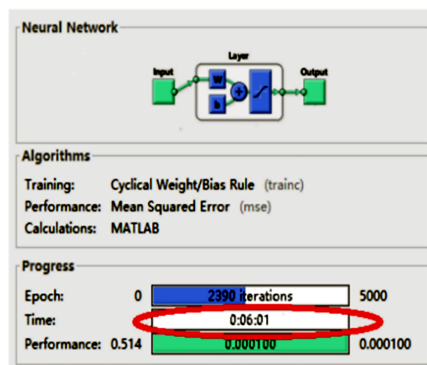 Neural Network
Layer
Input
Output
W
b
Algorithms
Training: Cyclical Weight/Bias Rule (trainc)
Performance: Mean Squared Error (mse)
Calculations: MATLAB
Progress
Epoch: 0 2390 iterations 5000
Time: 0:06:01
Performance: 0.514 0.000100 0.000100